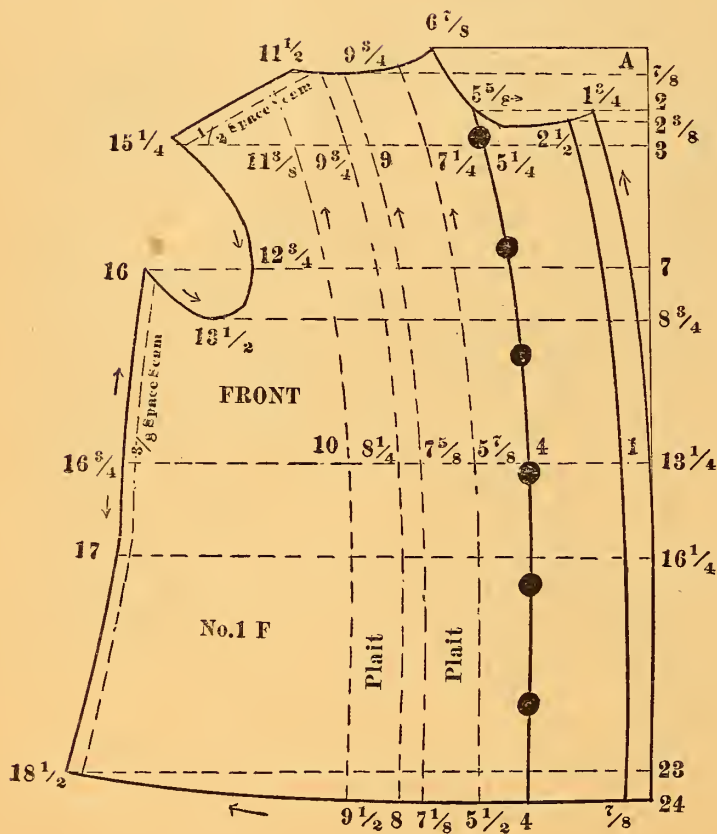 6 7/8
11 1/2 9 3/4 A 7/8
5 5/8 1 3/4 2
1/2 Space Seam 2 1/2 2 3/8
15 1/4 11 3/8 9 3/4 9 7 1/4 5 1/4 3
16 12 3/4 7
13 1/2 8 3/4
3/8 Space Seam
FRONT
16 3/4 10 8 1/4 7 5/8 5 7/8 4 1 13 1/4
17 16 1/4
No.1 F
Plait
Plait
18 1/2 23
24
9 1/2 8 7 1/8 5 1/2 4 7/8